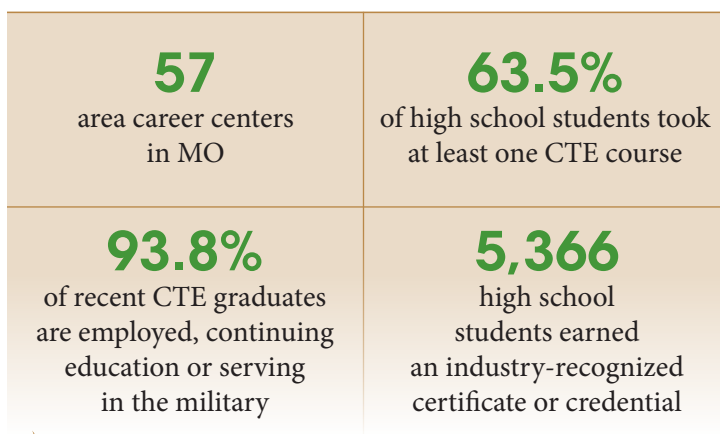 57
area career centers
in MO
63.5%
of high school students took
at least one CTE course
93.8%
of recent CTE graduates
are employed, continuing
education or serving
in the military
5,366
high school
students earned
an industry-recognized
certificate or credential